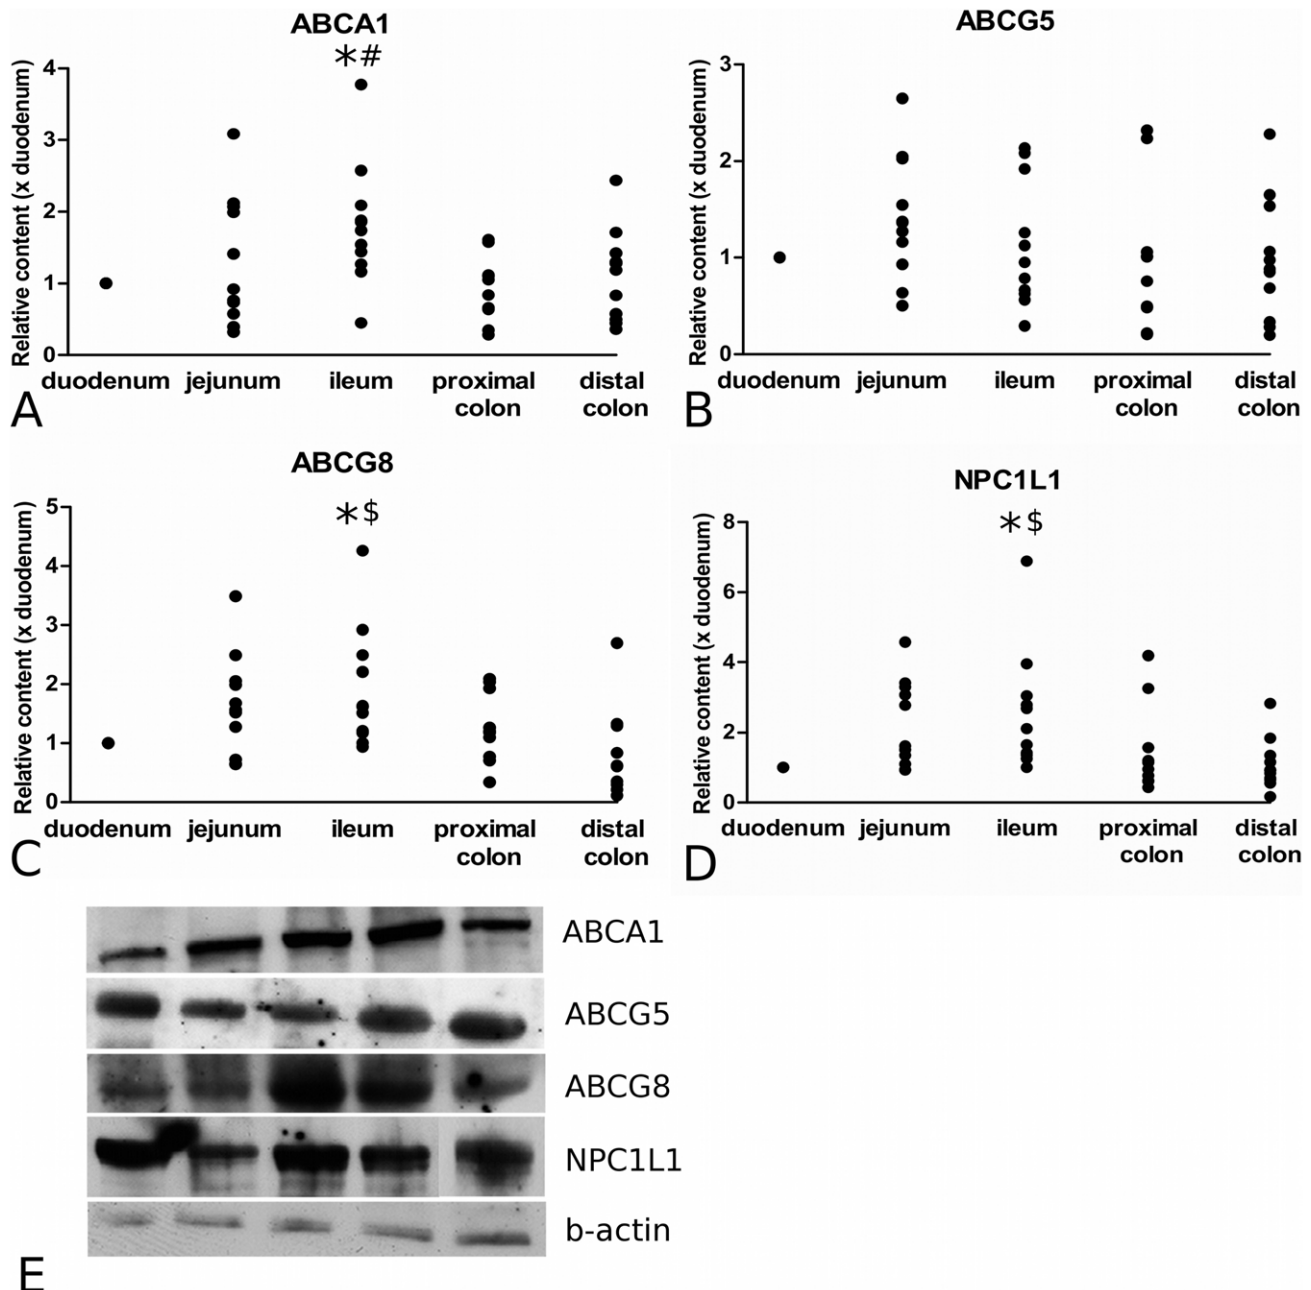 ABCA1
*#
Relative content (x duodenum)
4
3
2
1
0
duodenum jejunum ileum proximal colon distal colon
A
ABCG5
Relative content (x duodenum)
3
2
1
0
duodenum jejunum ileum proximal colon distal colon
B
ABCG8
*$
Relative content (x duodenum)
5
4
3
2
1
0
duodenum jejunum ileum proximal colon distal colon
C
NPC1L1
*$
Relative content (x duodenum)
8
6
4
2
0
duodenum jejunum ileum proximal colon distal colon
D
ABCA1
ABCG5
ABCG8
NPC1L1
b-actin
E